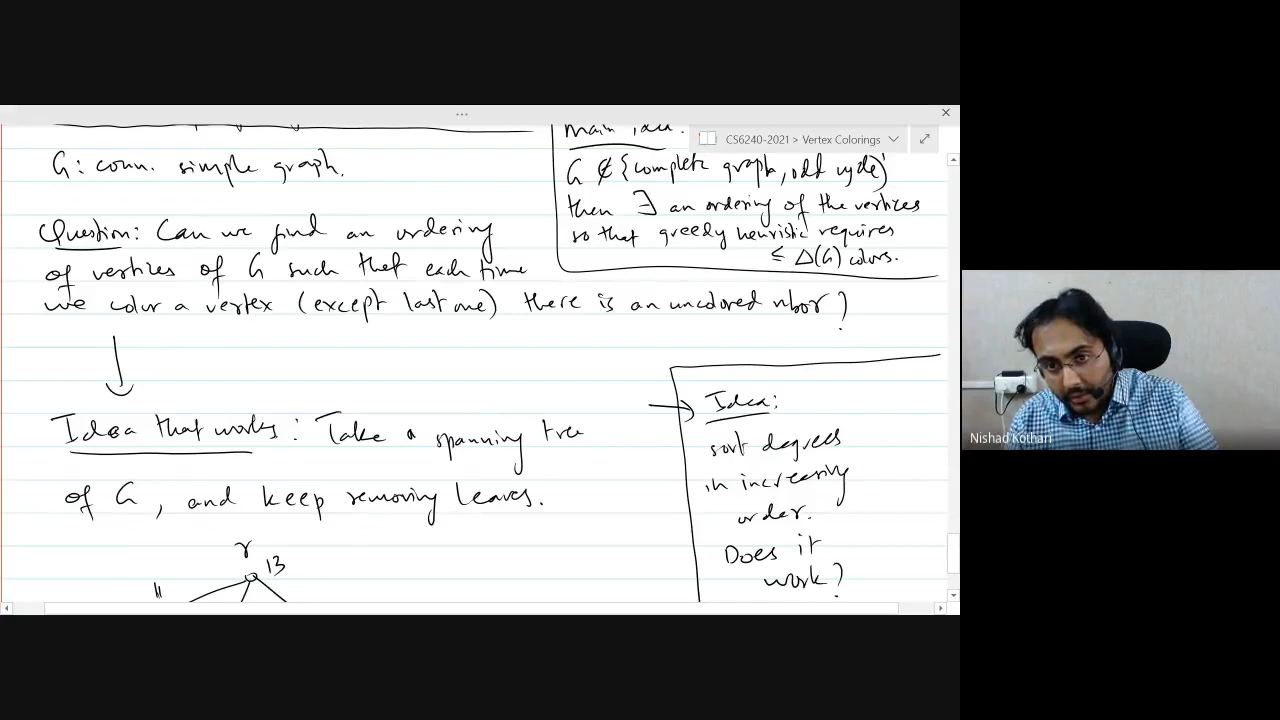 CS6240-2021 > Vertex Colorings
G: conn. simple graph.
Question: Can we find an ordering
of vertices of G such that each time
we color a vertex (except last one) there is an uncolored nbor?
Main idea:
G ∉ {complete graph, odd cycle}
then ∃ an ordering of the vertices
so that greedy heuristic requires
≤ Δ(G) colors.
Idea that works: Take a spanning tree
of G, and keep removing leaves.
r
13
11
Idea:
sort degrees
in increasing
order.
Does it
work?
Nishad Kothari